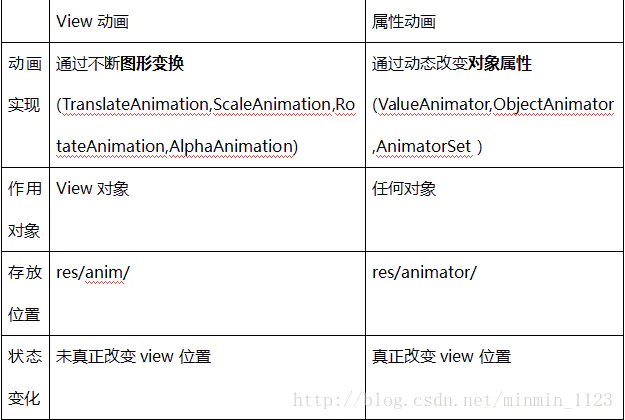 View 动画 属性动画
动画 通过不断图形变换 通过动态改变对象属性
实现 (TranslateAnimation,ScaleAnimation,Ro (ValueAnimator,ObjectAnimator
tateAnimation,AlphaAnimation) ,AnimatorSet )
作用 View 对象 任何对象
对象
存放 res/anim/ res/animator/
位置
状态 未真正改变 view 位置 真正改变 view 位置
变化
http://blog.csdn.net/minmin_1123